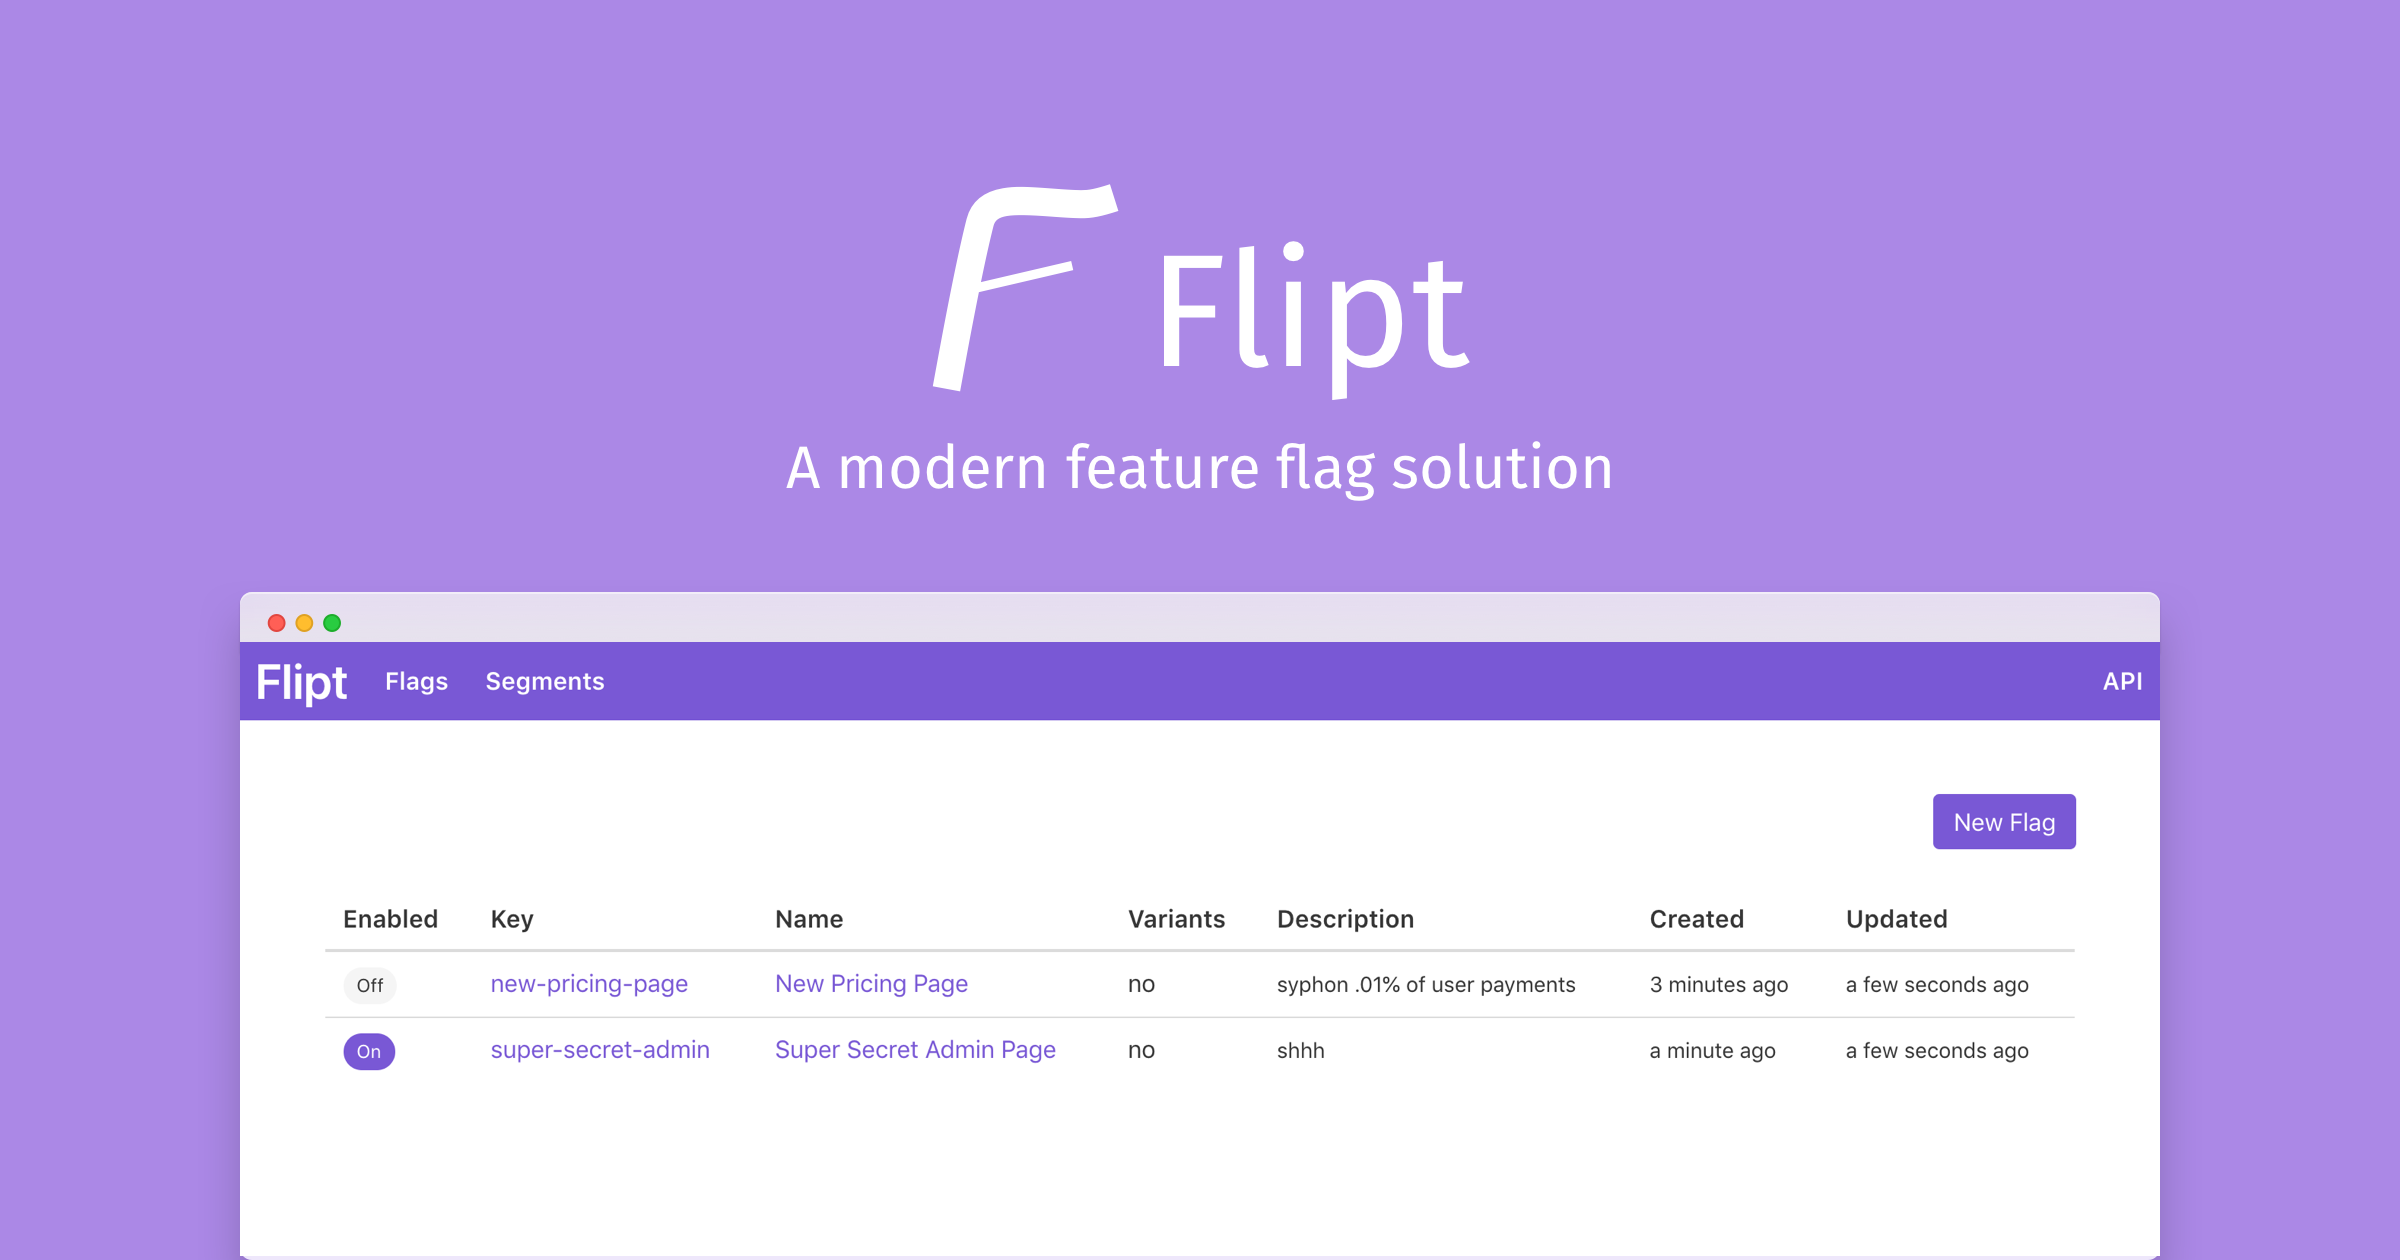 F Flipt
A modern feature flag solution
Flipt Flags Segments API
New Flag
Enabled Key Name Variants Description Created Updated
Off new-pricing-page New Pricing Page no syphon .01% of user payments 3 minutes ago a few seconds ago
On super-secret-admin Super Secret Admin Page no shhh a minute ago a few seconds ago